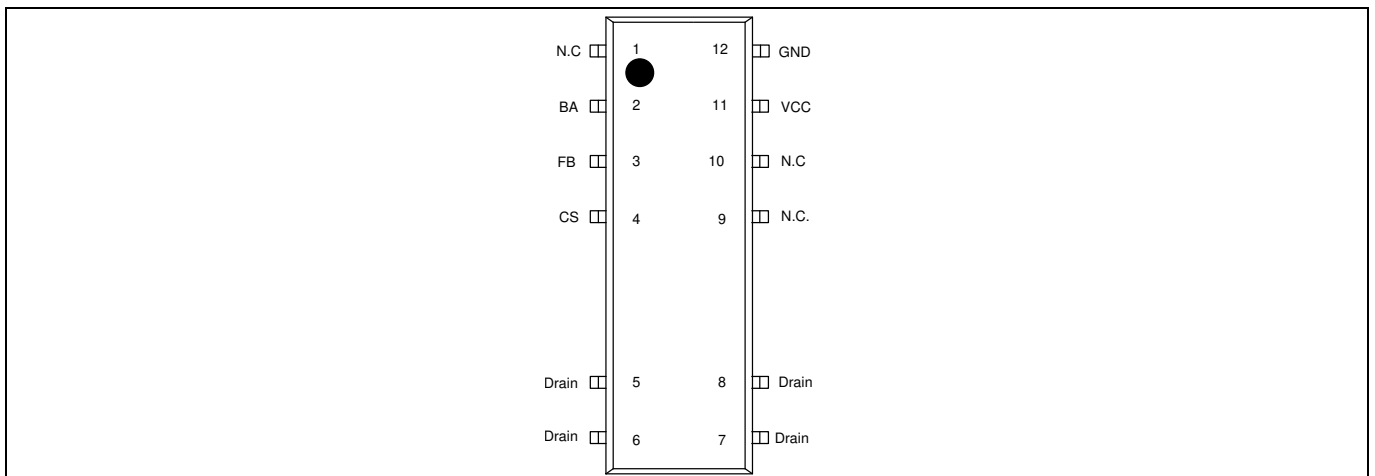 N.C 1 12 GND
BA 2 11 VCC
FB 3 10 N.C
CS 4 9 N.C.
Drain 5 8 Drain
Drain 6 7 Drain